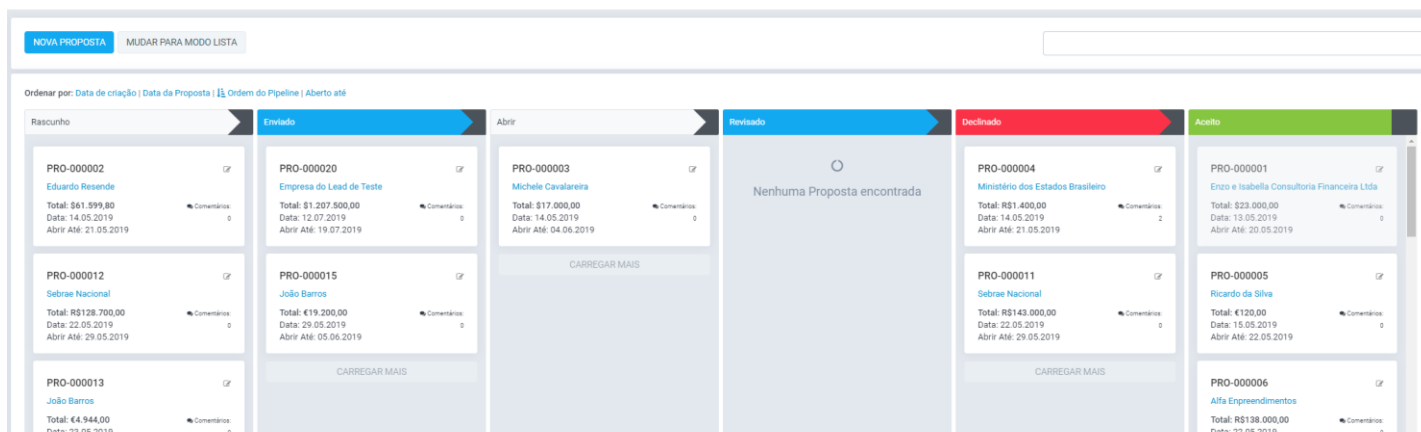 NOVA PROPOSTA
MUDAR PARA MODO LISTA
Ordenar por: Data de criação | Data da Proposta | Ordem do Pipeline | Aberto até
Rascunho
PRO-000002
Eduardo Resende
Total: $61.599,80
Comentários:
Data: 14.05.2019
0
Abrir Até: 21.05.2019
PRO-000012
Sebrae Nacional
Total: R$128.700,00
Comentários:
Data: 22.05.2019
0
Abrir Até: 29.05.2019
PRO-000013
João Barros
Total: €4.944,00
Comentários:
Data: 23.05.2019
0
Enviado
PRO-000020
Empresa do Lead de Teste
Total: $1.207.500,00
Comentários:
Data: 12.07.2019
0
Abrir Até: 19.07.2019
PRO-000015
João Barros
Total: €19.200,00
Comentários:
Data: 29.05.2019
0
Abrir Até: 05.06.2019
CARREGAR MAIS
Abrir
PRO-000003
Michele Cavalareira
Total: $17.000,00
Comentários:
Data: 14.05.2019
0
Abrir Até: 04.06.2019
CARREGAR MAIS
Revisado
Nenhuma Proposta encontrada
Declinado
PRO-000004
Ministério dos Estados Brasileiro
Total: R$1.400,00
Comentários:
Data: 14.05.2019
2
Abrir Até: 21.05.2019
PRO-000011
Sebrae Nacional
Total: R$143.000,00
Comentários:
Data: 22.05.2019
0
Abrir Até: 29.05.2019
CARREGAR MAIS
Aceito
PRO-000001
Enzo e Isabella Consultoria Financeira Ltda
Total: $23.000,00
Comentários:
Data: 13.05.2019
0
Abrir Até: 20.05.2019
PRO-000005
Ricardo da Silva
Total: €120,00
Comentários:
Data: 15.05.2019
0
Abrir Até: 22.05.2019
PRO-000006
Alfa Enpreendimentos
Total: R$138.000,00
Comentários:
Data: 22.05.2019
0